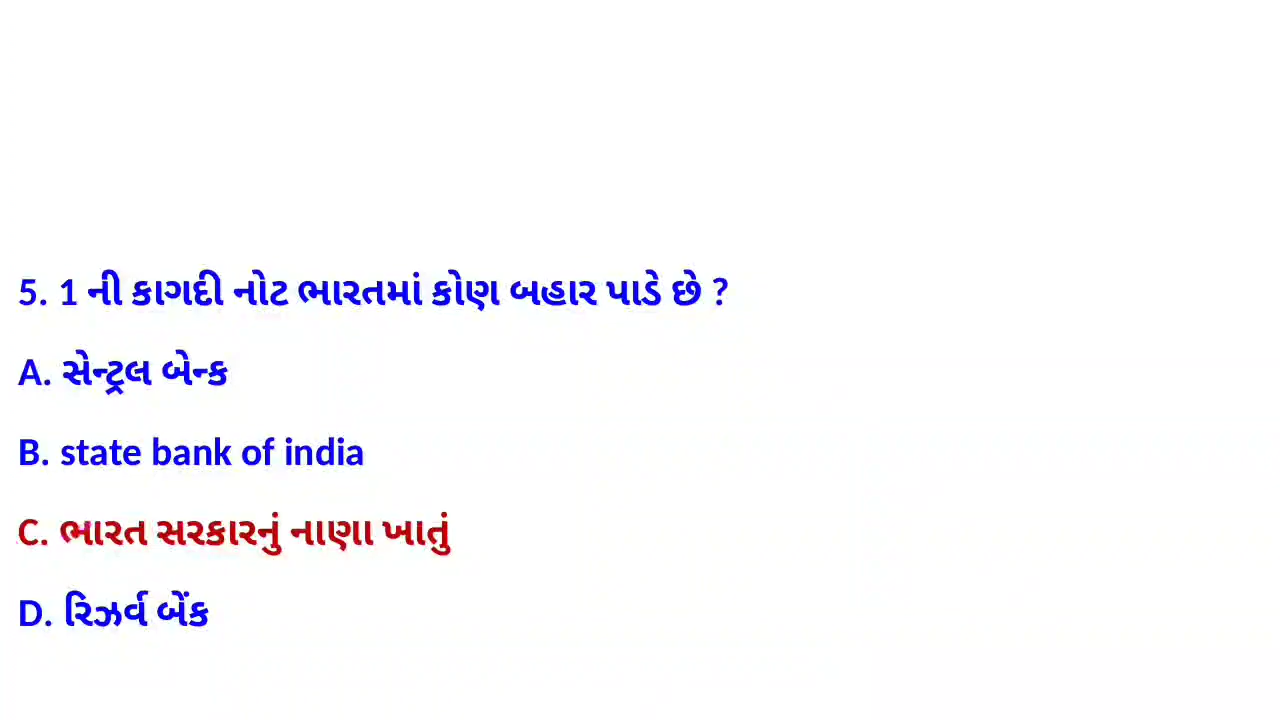 5. 1 ની કાગદી નોટ ભારતમાં કોણ બહાર પાડે છે ?
A. સેન્ટ્રલ બેન્ક
B. state bank of india
C. ભારત સરકારનું નાણા ખાતું
D. રિઝર્વ બેંક